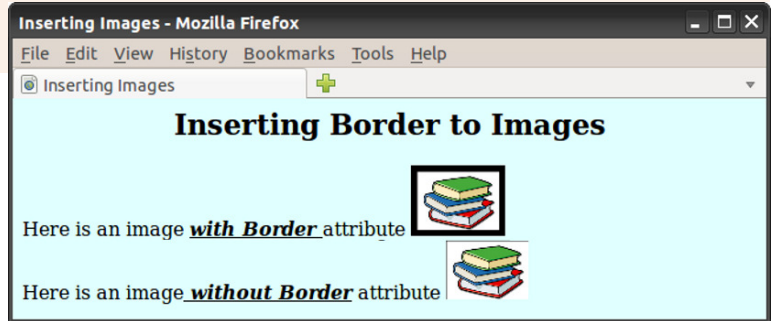 Inserting Images - Mozilla Firefox
File Edit View History Bookmarks Tools Help
Inserting Images
Inserting Border to Images
Here is an image with Border attribute
Here is an image without Border attribute